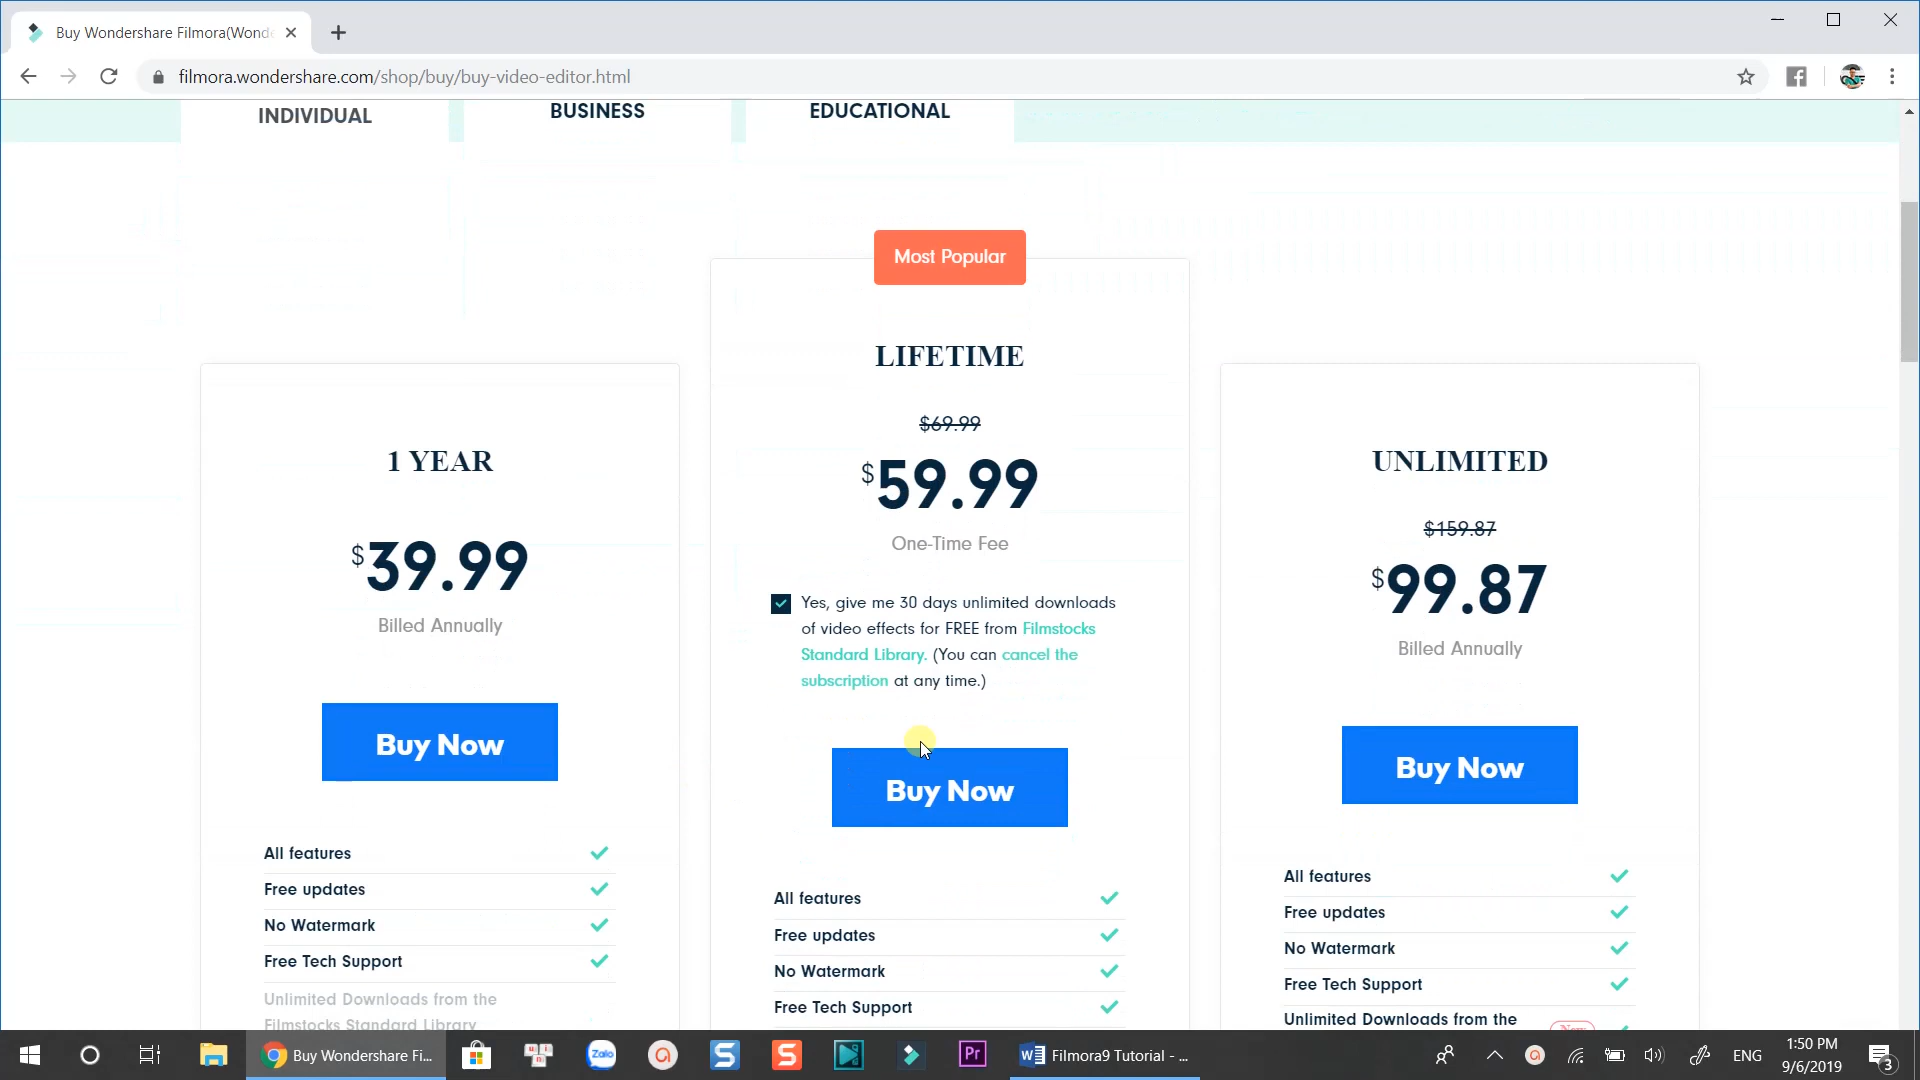 Buy Wondershare Filmora(Wond
filmora.wondershare.com/shop/buy/buy-video-editor.html
INDIVIDUAL
BUSINESS
EDUCATIONAL
Most Popular
LIFETIME
$69.99
$59.99
One-Time Fee
Yes, give me 30 days unlimited downloads
of video effects for FREE from Filmstocks
Standard Library. (You can cancel the
subscription at any time.)
Buy Now
All features
Free updates
No Watermark
Free Tech Support
1 YEAR
$39.99
Billed Annually
Buy Now
All features
Free updates
No Watermark
Free Tech Support
Unlimited Downloads from the
Filmstocks Standard Library
UNLIMITED
$159.87
$99.87
Billed Annually
Buy Now
All features
Free updates
No Watermark
Free Tech Support
Unlimited Downloads from the
New
Buy Wondershare Fi...
Zalo
S
S
Pr
W
Filmora9 Tutorial - ...
ENG
1:50 PM
9/6/2019
3